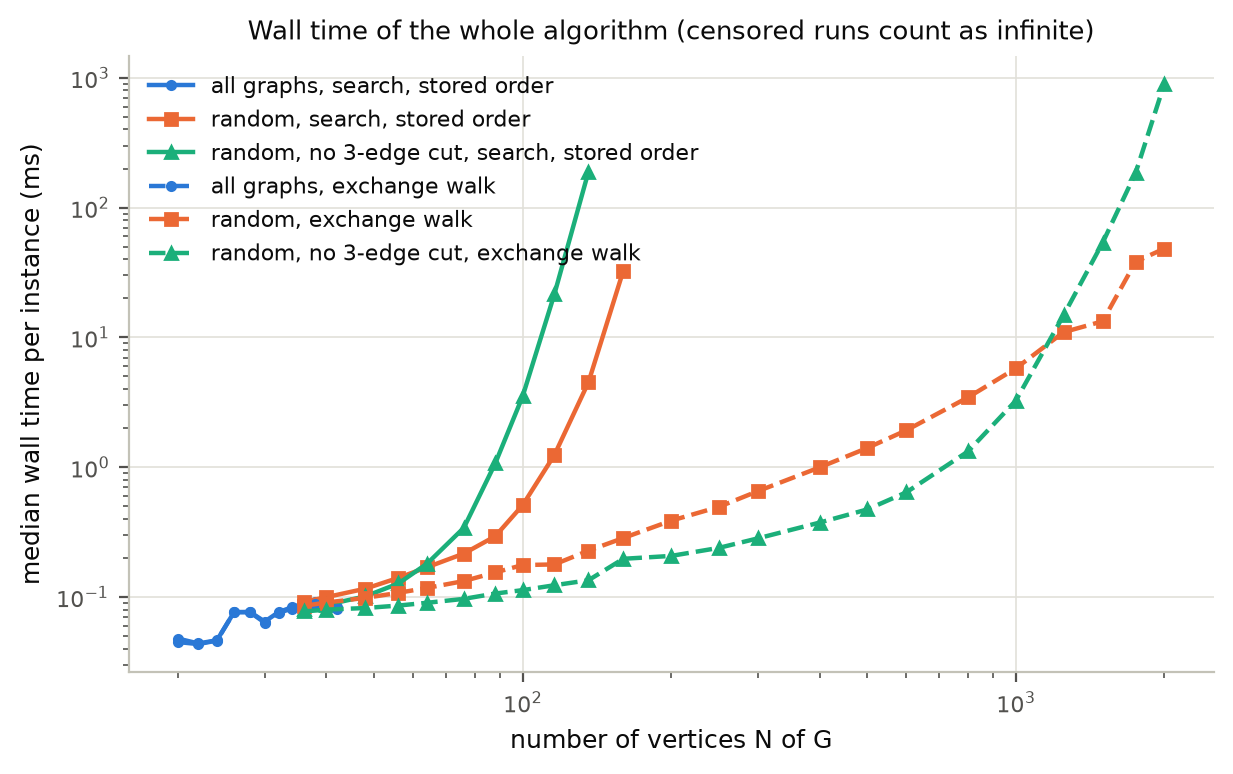 Wall time of the whole algorithm (censored runs count as infinite)
all graphs, search, stored order
random, search, stored order
random, no 3-edge cut, search, stored order
all graphs, exchange walk
random, exchange walk
random, no 3-edge cut, exchange walk
median wall time per instance (ms)
10³
10²
10¹
10⁰
10⁻¹
10² 10³
number of vertices N of G